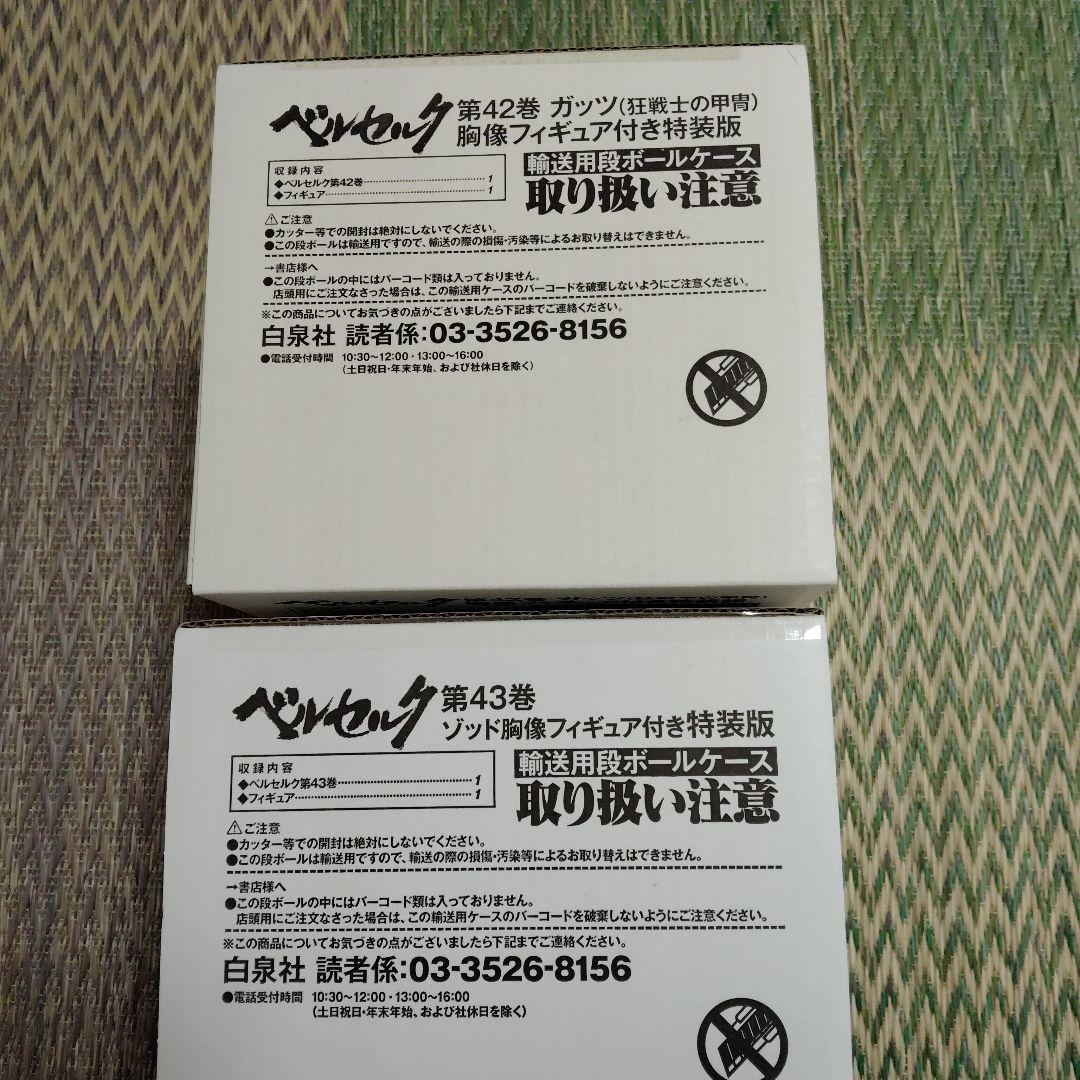 ベルセルク 第42巻 ガッツ(狂戦士の甲冑)
胸像フィギュア付き特装版
輸送用段ボールケース
取り扱い注意
収録内容
◆ベルセルク第42巻 1
◆フィギュア 1
⚠ご注意
●カッター等での開封は絶対にしないでください。
●この段ボールは輸送用ですので、輸送の際の損傷・汚染等によるお取り替えはできません。
→書店様へ
●この段ボールの中にはバーコード類は入っておりません。
店頭用にご注文なさった場合は、この輸送用ケースのバーコードを破棄しないようにご注意ください。
※この商品についてお気づきの点がございましたら下記までご連絡ください。
白泉社 読者係:03-3526-8156
●電話受付時間 10:30〜12:00・13:00〜16:00
(土日祝日・年末年始、および社休日を除く)
ベルセルク 第43巻
ゾッド胸像フィギュア付き特装版
輸送用段ボールケース
取り扱い注意
収録内容
◆ベルセルク第43巻 1
◆フィギュア 1
⚠ご注意
●カッター等での開封は絶対にしないでください。
●この段ボールは輸送用ですので、輸送の際の損傷・汚染等によるお取り替えはできません。
→書店様へ
●この段ボールの中にはバーコード類は入っておりません。
店頭用にご注文なさった場合は、この輸送用ケースのバーコードを破棄しないようにご注意ください。
※この商品についてお気づきの点がございましたら下記までご連絡ください。
白泉社 読者係:03-3526-8156
●電話受付時間 10:30〜12:00・13:00〜16:00
(土日祝日・年末年始、および社休日を除く)